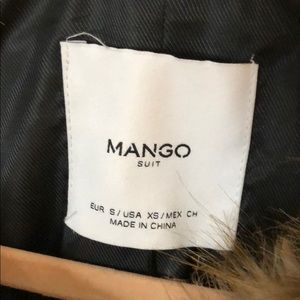 MANGO
SUIT
EUR S/USA XS/MEX CH
MADE IN CHINA